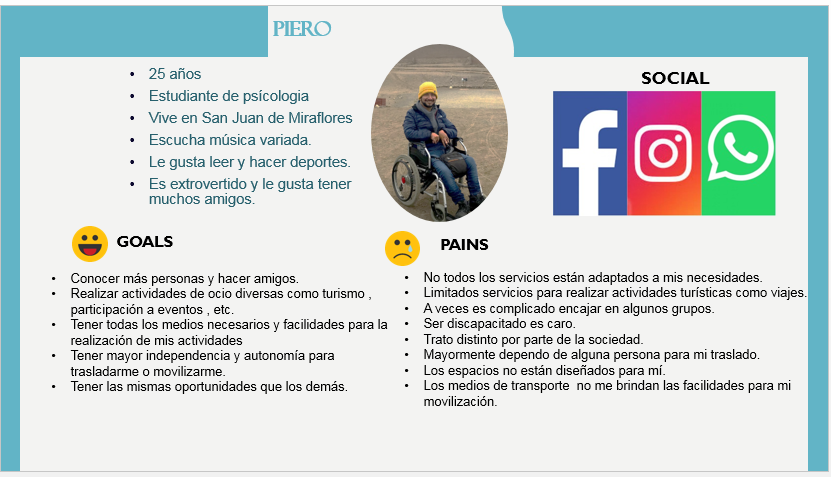 PIERO
• 25 años
• Estudiante de psícologia
• Vive en San Juan de Miraflores
• Escucha música variada.
• Le gusta leer y hacer deportes.
• Es extrovertido y le gusta tener
muchos amigos.
SOCIAL
GOALS
• Conocer más personas y hacer amigos.
• Realizar actividades de ocio diversas como turismo ,
participación a eventos , etc.
• Tener todas los medios necesarios y facilidades para la
realización de mis actividades
• Tener mayor independencia y autonomía para
trasladarme o movilizarme.
• Tener las mismas oportunidades que los demás.
PAINS
• No todos los servicios están adaptados a mis necesidades.
• Limitados servicios para realizar actividades turísticas como viajes.
• A veces es complicado encajar en algunos grupos.
• Ser discapacitado es caro.
• Trato distinto por parte de la sociedad.
• Mayormente dependo de alguna persona para mi traslado.
• Los espacios no están diseñados para mí.
• Los medios de transporte  no me brindan las facilidades para mi
movilización.